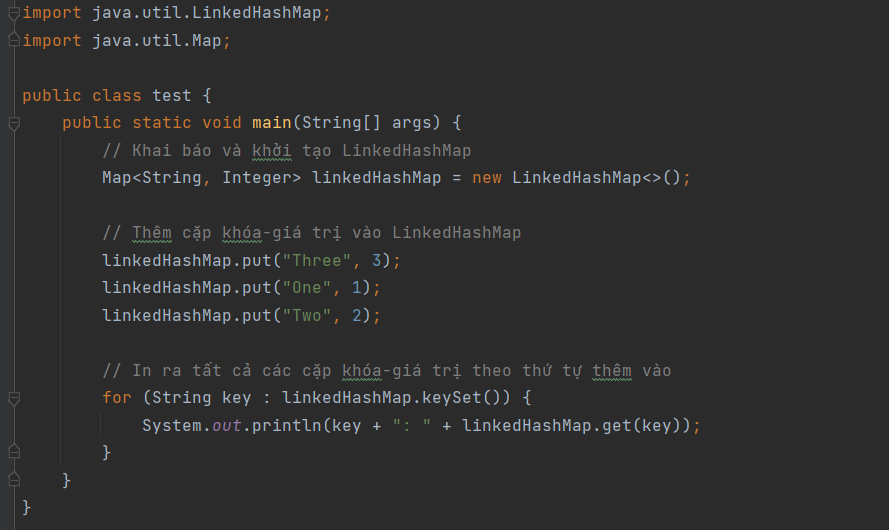 import java.util.LinkedHashMap;
import java.util.Map;
public class test {
public static void main(String[] args) {
// Khai báo và khởi tạo LinkedHashMap
Map<String, Integer> linkedHashMap = new LinkedHashMap<>();
// Thêm cặp khóa-giá trị vào LinkedHashMap
linkedHashMap.put("Three", 3);
linkedHashMap.put("One", 1);
linkedHashMap.put("Two", 2);
// In ra tất cả các cặp khóa-giá trị theo thứ tự thêm vào
for (String key : linkedHashMap.keySet()) {
System.out.println(key + ": " + linkedHashMap.get(key));
}
}
}